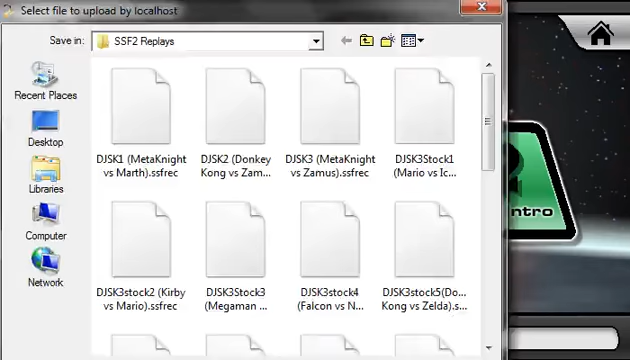 Select file to upload by localhost
Save in:
SSF2 Replays
Recent Places
Desktop
Libraries
Computer
Network
DJSK1 (MetaKnight
vs Marth).ssfrec
DJSK2 (Donkey
Kong vs Zam...
DJSK3 (MetaKnight
vs Zamus).ssfrec
DJSK3Stock1
(Mario vs Ic...
DJSK3stock2 (Kirby
vs Mario).ssfrec
DJSK3Stock3
(Megaman ...
DJSK3stock4
(Falcon vs N...
DJSK3stock5(Do...
Kong vs Zelda).s...
ntro